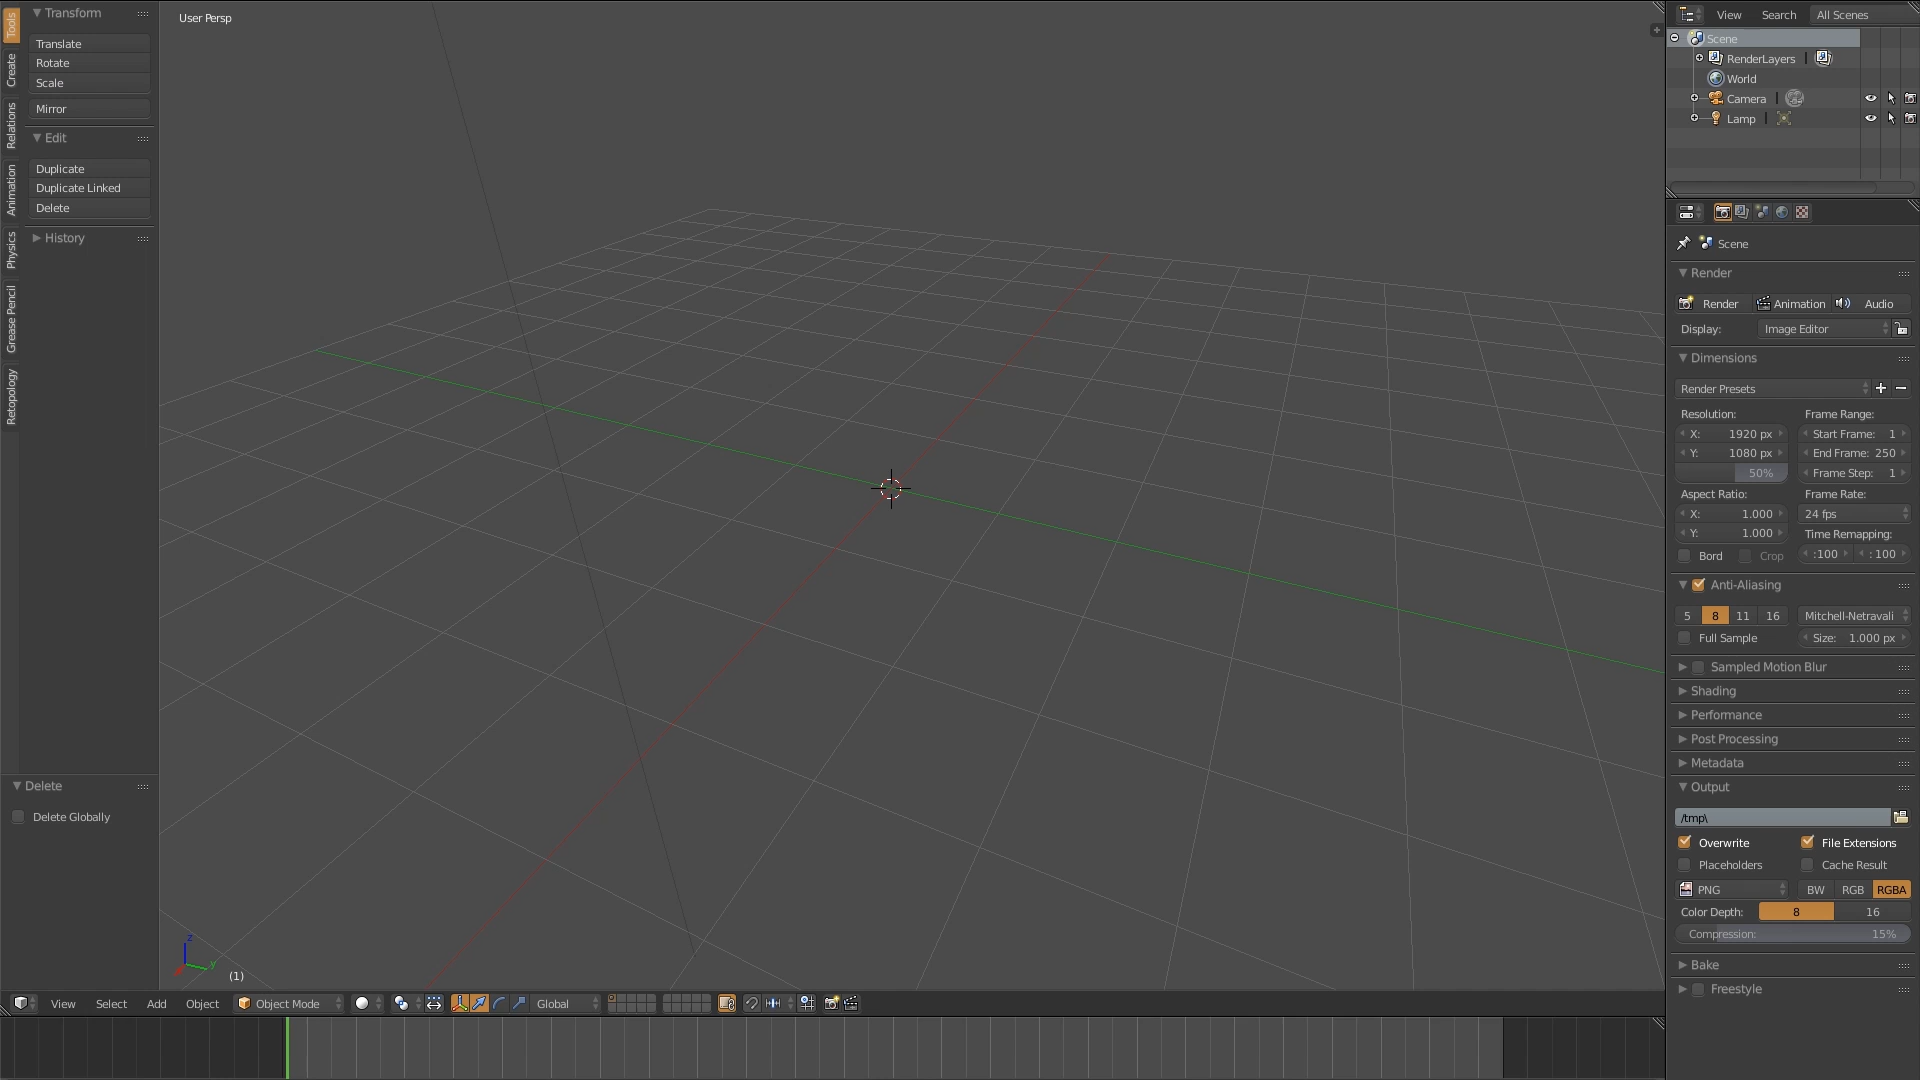 Tools
Create
Relations
Animation
Physics
Grease Pencil
Retopology
Transform
Translate
Rotate
Scale
Mirror
Edit
Duplicate
Duplicate Linked
Delete
History
Delete
Delete Globally
User Persp
z
y
(1)
View Select Add Object Object Mode Global
View Search All Scenes
Scene
RenderLayers
World
Camera
Lamp
Scene
Render
Render Animation Audio
Display: Image Editor
Dimensions
Render Presets
Resolution: Frame Range:
X: 1920 px Start Frame: 1
Y: 1080 px End Frame: 250
50% Frame Step: 1
Aspect Ratio: Frame Rate:
X: 1.000 24 fps
Y: 1.000 Time Remapping:
Bord Crop :100 : 100
Anti-Aliasing
5 8 11 16 Mitchell-Netravali
Full Sample Size: 1.000 px
Sampled Motion Blur
Shading
Performance
Post Processing
Metadata
Output
/tmp\
Overwrite File Extensions
Placeholders Cache Result
PNG BW RGB RGBA
Color Depth: 8 16
Compression: 15%
Bake
Freestyle